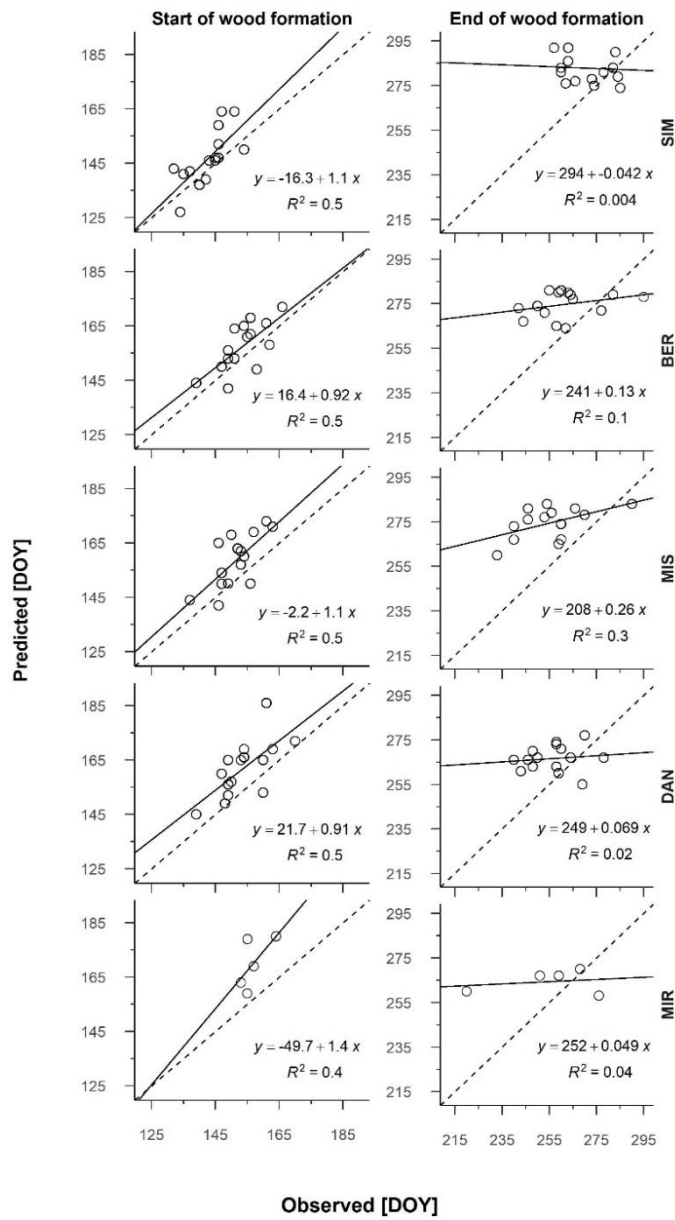 Start of wood formation
End of wood formation
185
165
145
125
y = -16.3 + 1.1 x
R² = 0.5
295
275
255
235
215
y = 294 + -0.042 x
R² = 0.004
SIM
185
165
145
125
y = 16.4 + 0.92 x
R² = 0.5
295
275
255
235
215
y = 241 + 0.13 x
R² = 0.1
BER
185
165
145
125
y = -2.2 + 1.1 x
R² = 0.5
295
275
255
235
215
y = 208 + 0.26 x
R² = 0.3
MIS
185
165
145
125
y = 21.7 + 0.91 x
R² = 0.5
295
275
255
235
215
y = 249 + 0.069 x
R² = 0.02
DAN
185
165
145
125
y = -49.7 + 1.4 x
R² = 0.4
295
275
255
235
215
y = 252 + 0.049 x
R² = 0.04
MIR
125 145 165 185
215 235 255 275 295
Predicted [DOY]
Observed [DOY]